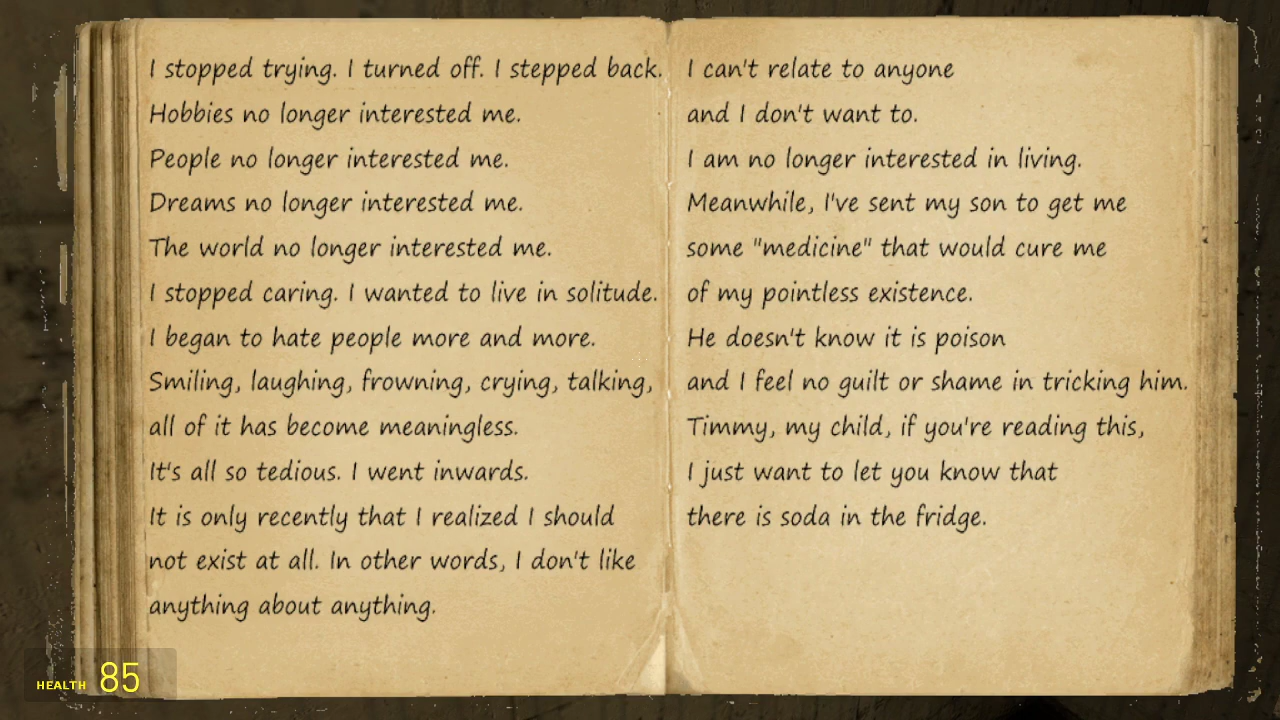 I stopped trying. I turned off. I stepped back.
Hobbies no longer interested me.
People no longer interested me.
Dreams no longer interested me.
The world no longer interested me.
I stopped caring. I wanted to live in solitude.
I began to hate people more and more.
Smiling, laughing, frowning, crying, talking,
all of it has become meaningless.
It's all so tedious. I went inwards.
It is only recently that I realized I should
not exist at all. In other words, I don't like
anything about anything.
I can't relate to anyone
and I don't want to.
I am no longer interested in living.
Meanwhile, I've sent my son to get me
some "medicine" that would cure me
of my pointless existence.
He doesn't know it is poison
and I feel no guilt or shame in tricking him.
Timmy, my child, if you're reading this,
I just want to let you know that
there is soda in the fridge.
HEALTH 85